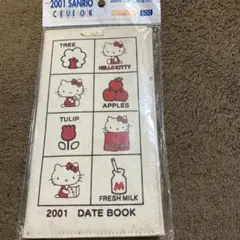 2001 SANRIO
TREE
HELLO KITTY
APPLES
TULIP
M
FRESH MILK
2001 DATE BOOK